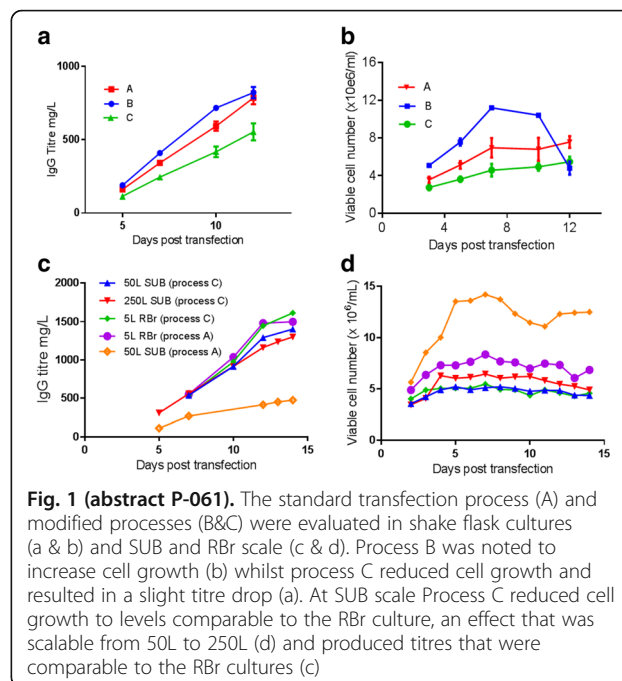 a
1000
500
0
5
10
IgG Titre mg/L
Days post transfection
A
B
C
b
16
12
8
4
0
0
4
8
12
Viable cell number (x10e6/ml)
Days post transfection
A
B
C
c
2000
1500
1000
500
0
0
5
10
15
IgG titre mg/L
Days post transfection
50L SUB (process C)
250L SUB (process C)
5L RBr (process C)
5L RBr (process A)
50L SUB (process A)
d
15
10
5
0
0
5
10
15
Viable cell number (x 10⁻⁶/mL)
Days post transfection
Fig. 1 (abstract P-061). The standard transfection process (A) and
modified processes (B&C) were evaluated in shake flask cultures
(a & b) and SUB and RBr scale (c & d). Process B was noted to
increase cell growth (b) whilst process C reduced cell growth and
resulted in a slight titre drop (a). At SUB scale Process C reduced cell
growth to levels comparable to the RBr culture, an effect that was
scalable from 50L to 250L (d) and produced titres that were
comparable to the RBr cultures (c)